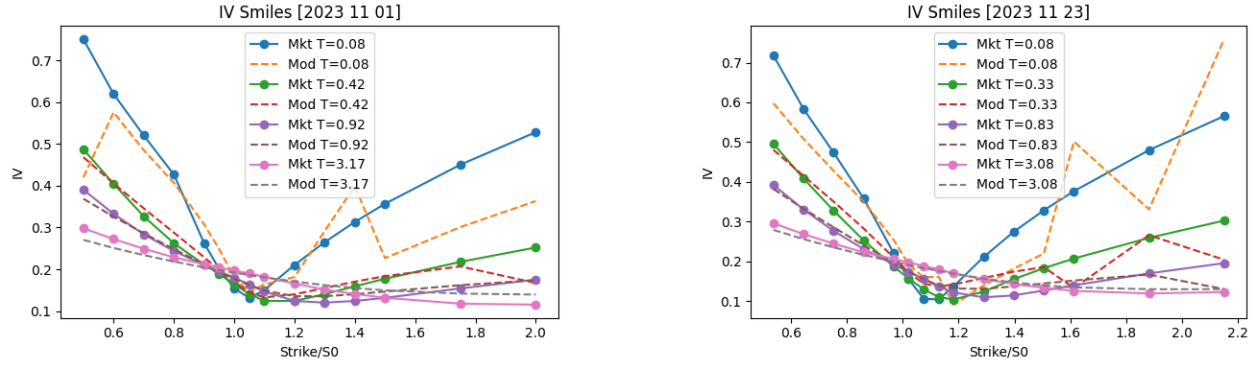 IV Smiles [2023 11 01]
IV
0.7
0.6
0.5
0.4
0.3
0.2
0.1
Mkt T=0.08
Mod T=0.08
Mkt T=0.42
Mod T=0.42
Mkt T=0.92
Mod T=0.92
Mkt T=3.17
Mod T=3.17
0.6 0.8 1.0 1.2 1.4 1.6 1.8 2.0
Strike/S0
IV Smiles [2023 11 23]
IV
0.7
0.6
0.5
0.4
0.3
0.2
0.1
Mkt T=0.08
Mod T=0.08
Mkt T=0.33
Mod T=0.33
Mkt T=0.83
Mod T=0.83
Mkt T=3.08
Mod T=3.08
0.6 0.8 1.0 1.2 1.4 1.6 1.8 2.0 2.2
Strike/S0